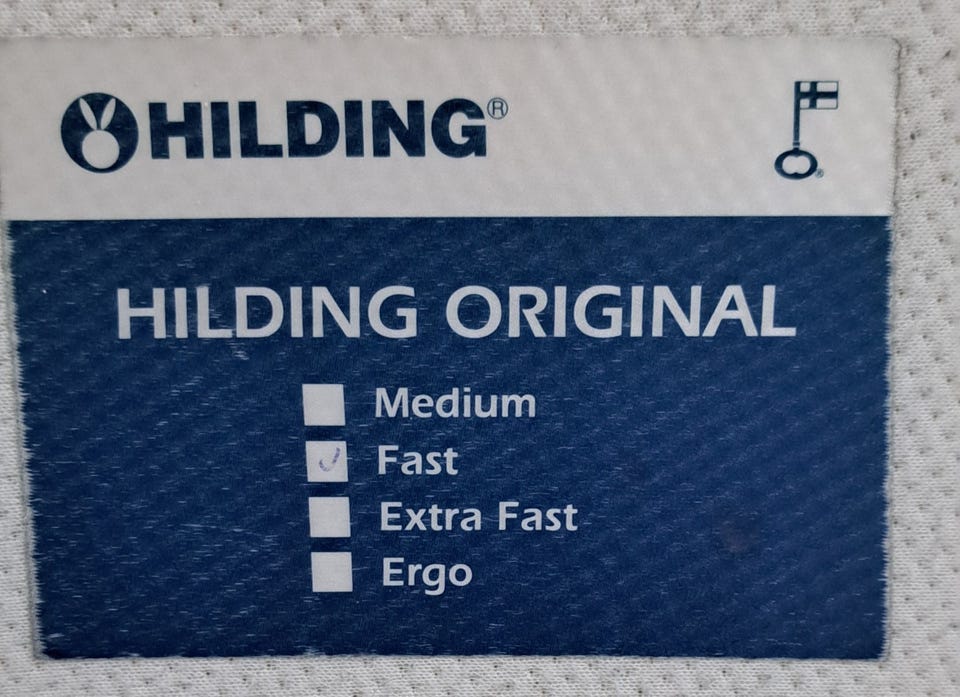 HILDING®
®
HILDING ORIGINAL
Medium
Fast
Extra Fast
Ergo